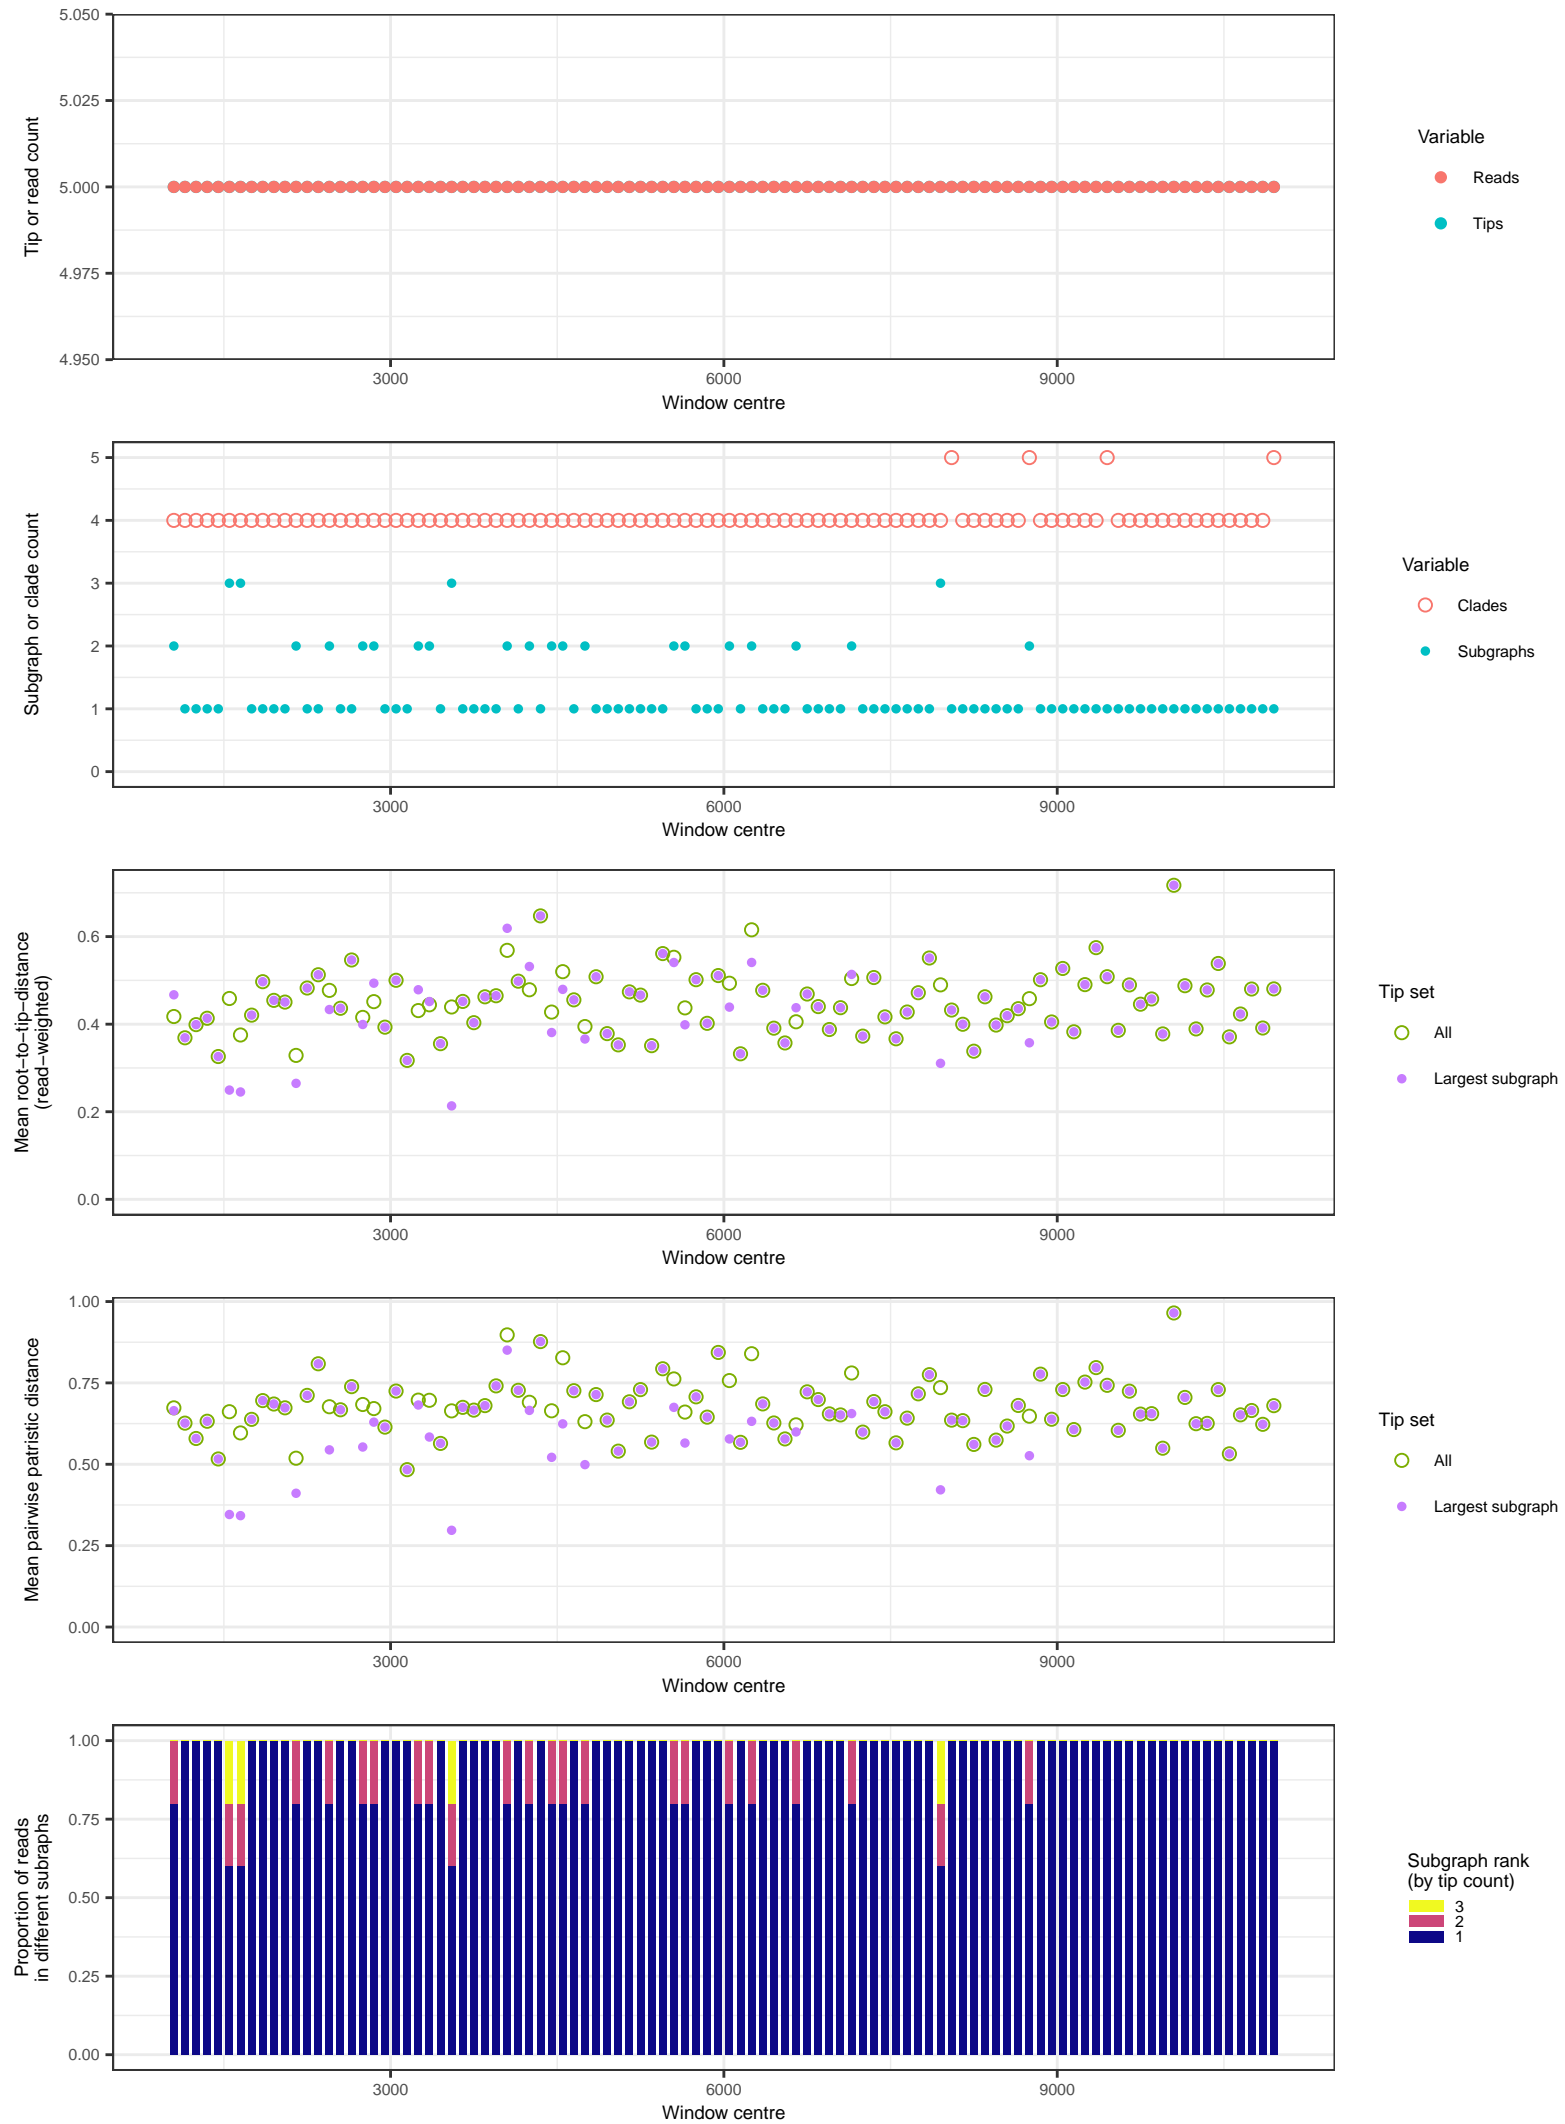 5.050
5.025
5.000
4.975
4.950
Tip or read count
3000 6000 9000
Window centre
Variable
Reads
Tips
5
4
3
2
1
0
Subgraph or clade count
3000 6000 9000
Window centre
Variable
Clades
Subgraphs
0.6
0.4
0.2
0.0
Mean root−to−tip−distance
(read−weighted)
3000 6000 9000
Window centre
Tip set
All
Largest subgraph
1.00
0.75
0.50
0.25
0.00
Mean pairwise patristic distance
3000 6000 9000
Window centre
Tip set
All
Largest subgraph
1.00
0.75
0.50
0.25
0.00
Proportion of reads
in different subraphs
3000 6000 9000
Window centre
Subgraph rank
(by tip count)
3
2
1